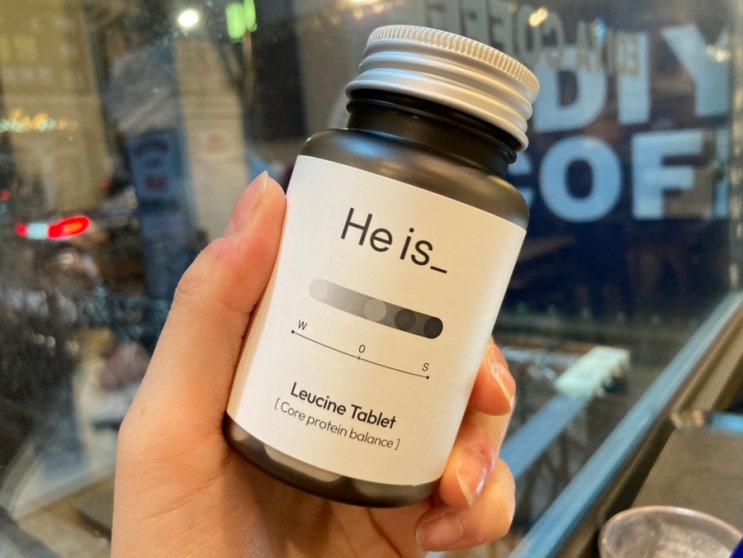 He is_
W 0 S
Leucine Tablet
[ Core protein balance ]
DIY
COF